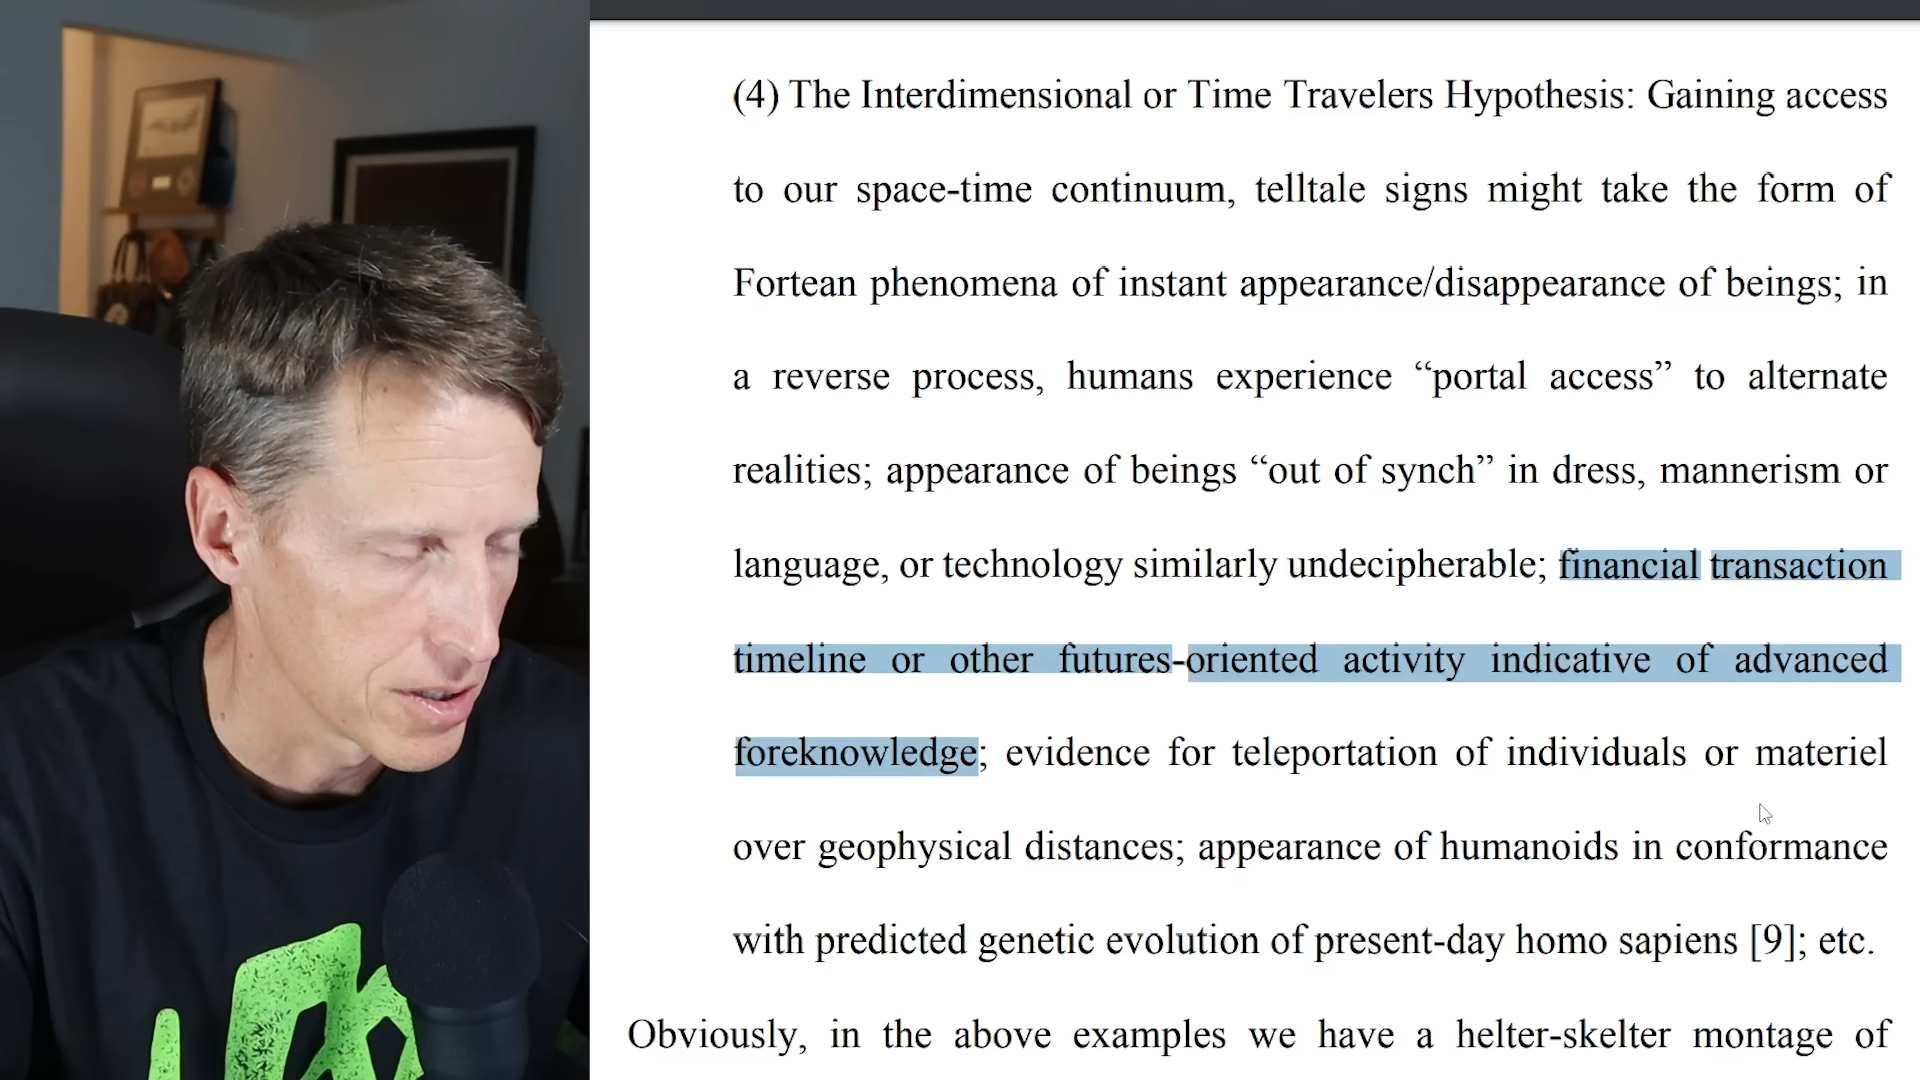 (4) The Interdimensional or Time Travelers Hypothesis: Gaining access
to our space-time continuum, telltale signs might take the form of
Fortean phenomena of instant appearance/disappearance of beings; in
a reverse process, humans experience “portal access” to alternate
realities; appearance of beings “out of synch” in dress, mannerism or
language, or technology similarly undecipherable; financial transaction
timeline or other futures-oriented activity indicative of advanced
foreknowledge; evidence for teleportation of individuals or materiel
over geophysical distances; appearance of humanoids in conformance
with predicted genetic evolution of present-day homo sapiens [9]; etc.
Obviously, in the above examples we have a helter-skelter montage of